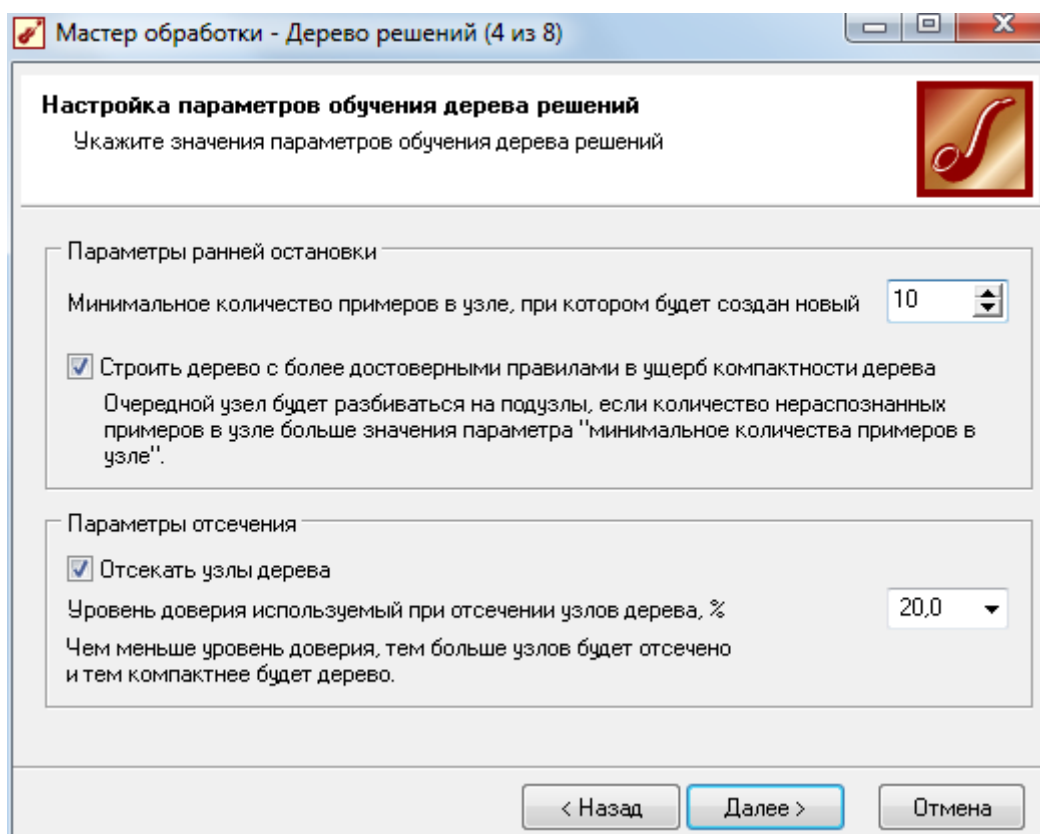 Мастер обработки - Дерево решений (4 из 8)
Настройка параметров обучения дерева решений
Укажите значения параметров обучения дерева решений
Параметры ранней остановки
Минимальное количество примеров в узле, при котором будет создан новый 10
Строить дерево с более достоверными правилами в ущерб компактности дерева
Очередной узел будет разбиваться на подузлы, если количество нераспознанных
примеров в узле больше значения параметра "минимальное количества примеров в
узле".
Параметры отсечения
Отсекать узлы дерева
Уровень доверия используемый при отсечении узлов дерева, % 20,0
Чем меньше уровень доверия, тем больше узлов будет отсечено
и тем компактнее будет дерево.
< Назад Далее > Отмена